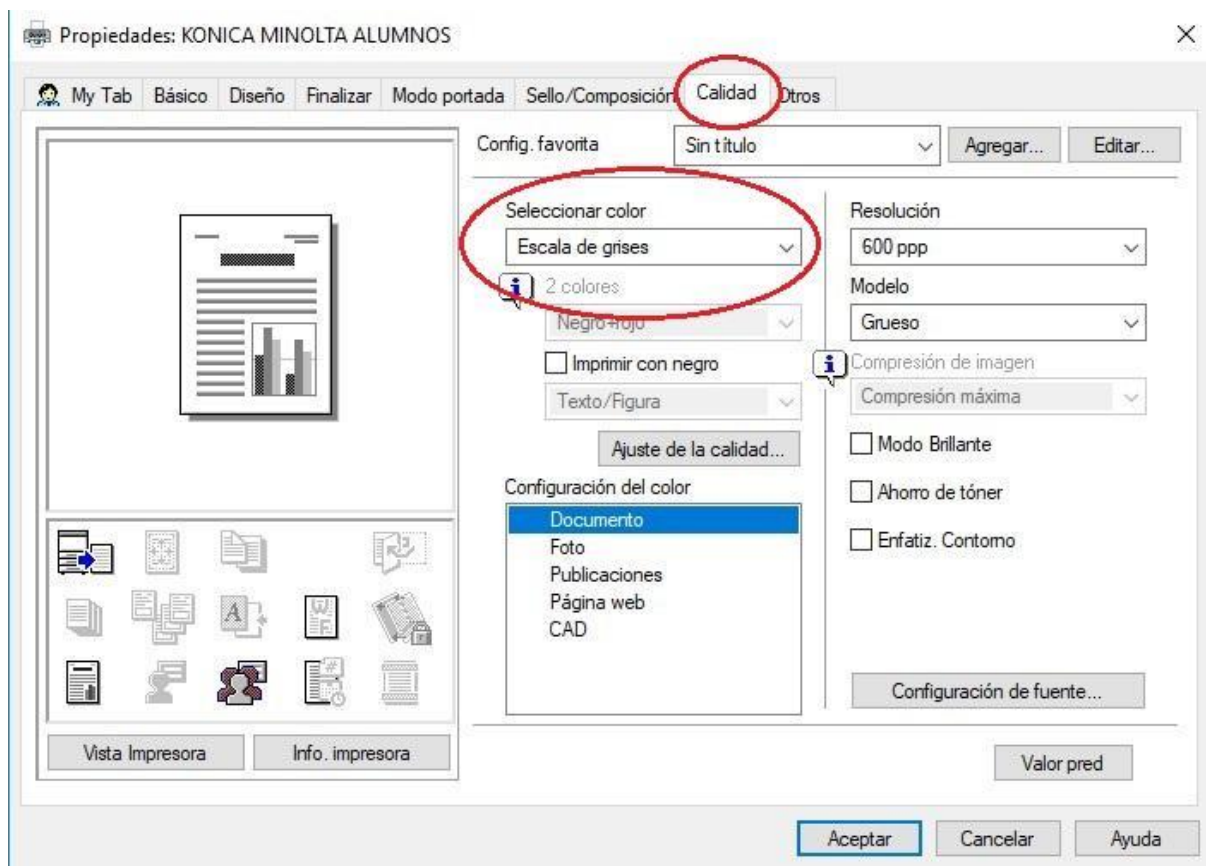 Propiedades: KONICA MINOLTA ALUMNOS
My Tab Básico Diseño Finalizar Modo portada Sello/Composición Calidad Otros
Config. favorita Sin título Agregar... Editar...
Seleccionar color
Escala de grises
2 colores
Negro+rojo
Imprimir con negro
Texto/Figura
Ajuste de la calidad...
Configuración del color
Documento
Foto
Publicaciones
Página web
CAD
Resolución
600 ppp
Modelo
Grueso
Compresión de imagen
Compresión máxima
Modo Brillante
Ahorro de tóner
Enfatiz. Contorno
Configuración de fuente...
Vista Impresora Info. impresora
Valor pred
Aceptar Cancelar Ayuda